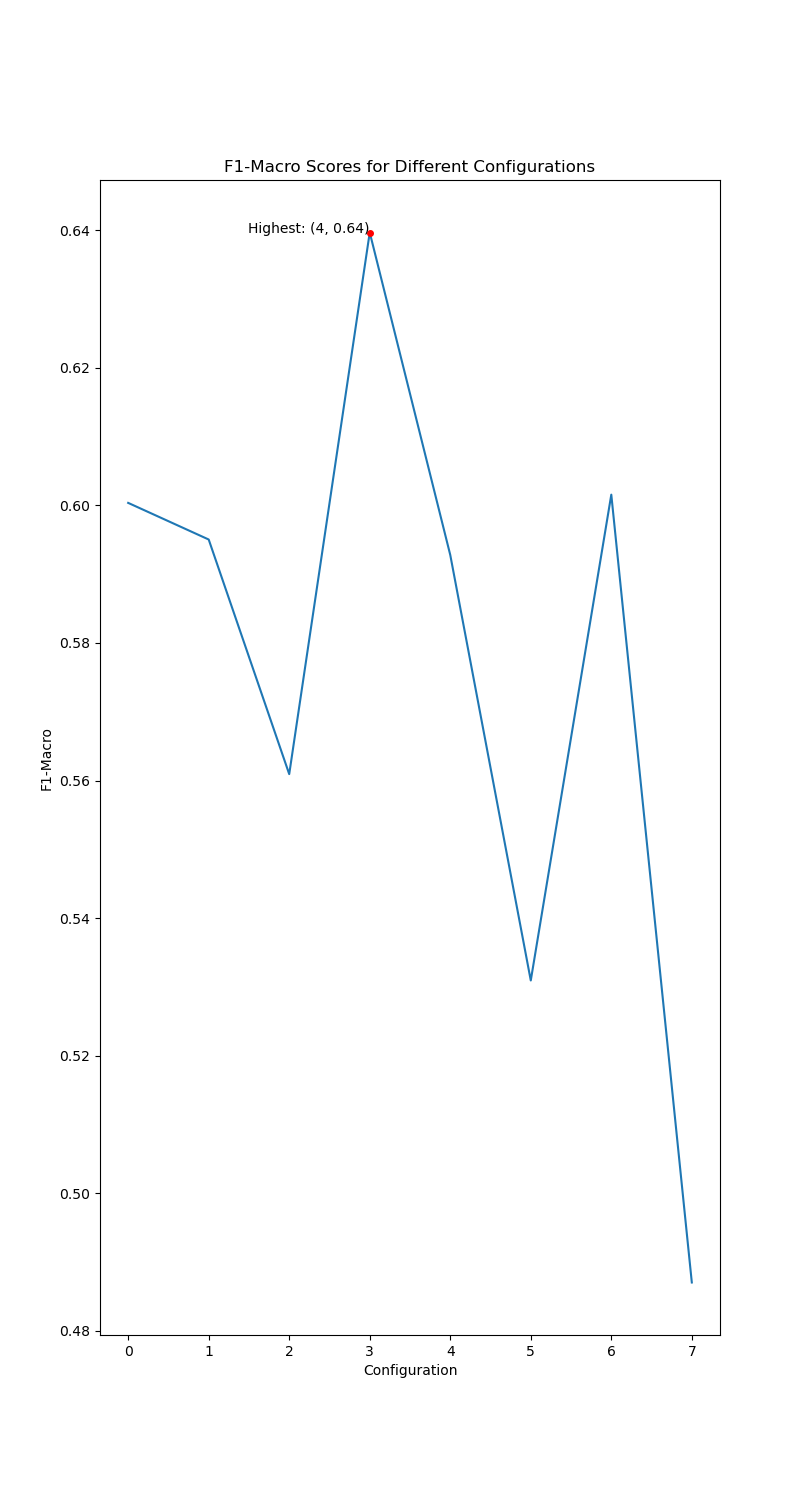 F1-Macro Scores for Different Configurations
Highest: (4, 0.64)
0.64
0.62
0.60
0.58
0.56
0.54
0.52
0.50
0.48
F1-Macro
0 1 2 3 4 5 6 7
Configuration